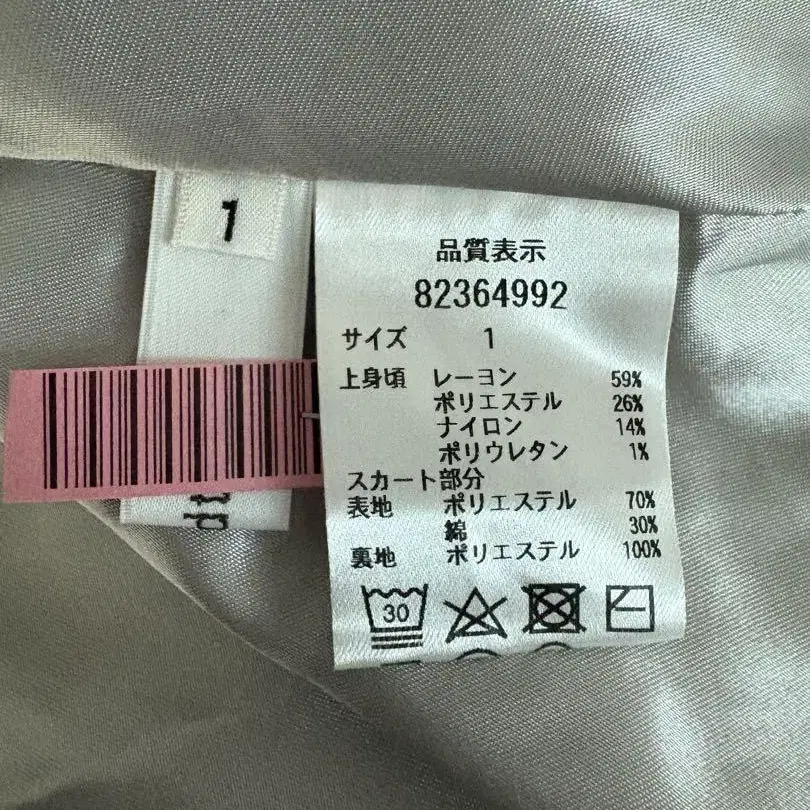 1
品質表示
82364992
サイズ 1
上身頃 レーヨン 59%
ポリエステル 26%
ナイロン 14%
ポリウレタン 1%
スカート部分
表地 ポリエステル 70%
綿 30%
裏地 ポリエステル 100%
30